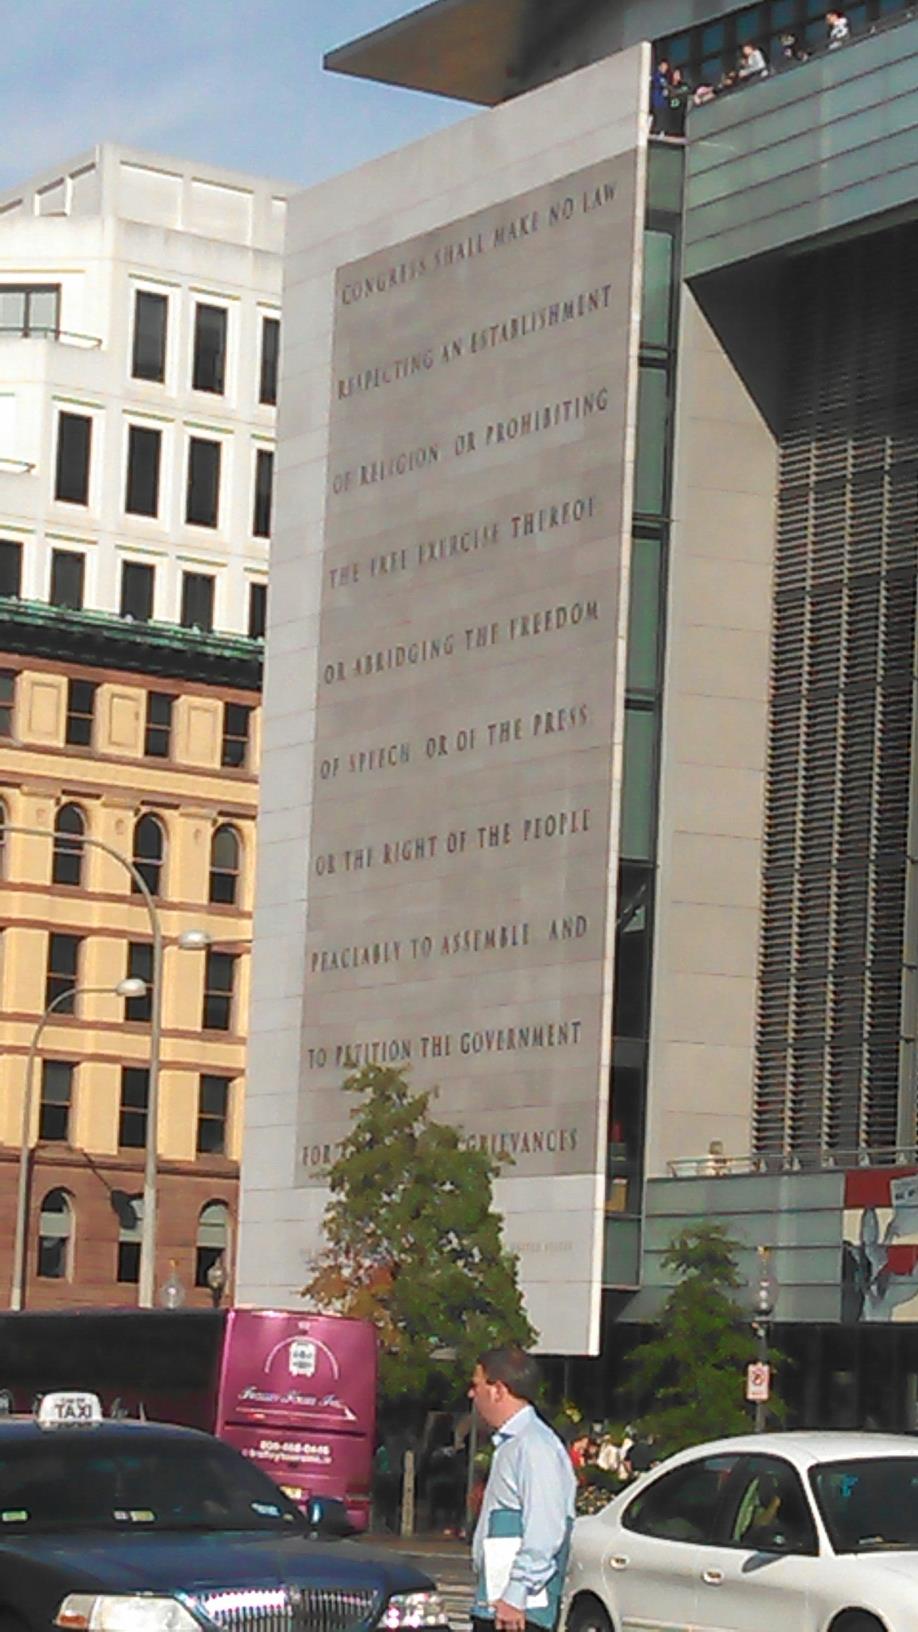 CONGRESS SHALL MAKE NO LAW
RESPECTING AN ESTABLISHMENT
OF RELIGION OR PROHIBITING
THE FREE EXERCISE THEREOF
OR ABRIDGING THE FREEDOM
OF SPEECH OR OF THE PRESS
OR THE RIGHT OF THE PEOPLE
PEACEABLY TO ASSEMBLE AND
TO PETITION THE GOVERNMENT
FOR GRIEVANCES
UNITED STATES
TAXI